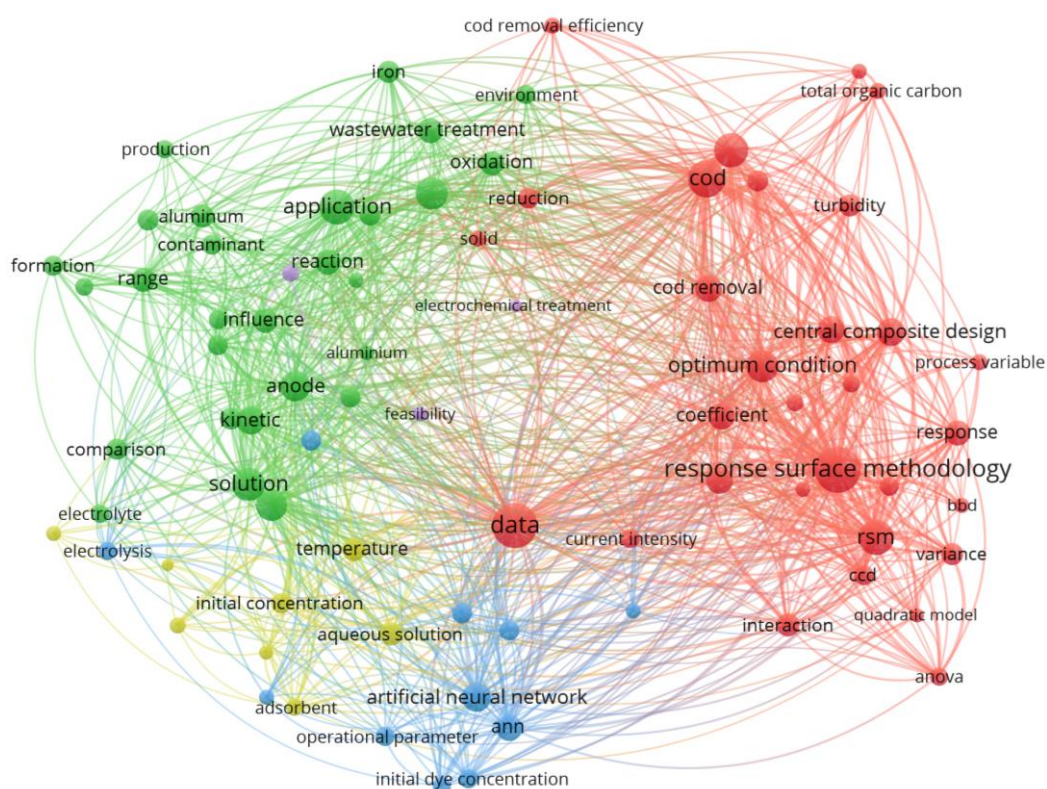 cod removal efficiency
iron
total organic carbon
environment
wastewater treatment
production
oxidation
cod
reduction
application
turbidity
aluminum
solid
contaminant
reaction
formation
range
cod removal
electrochemical treatment
influence
central composite design
aluminium
process variable
optimum condition
anode
feasibility
coefficient
kinetic
response
comparison
response surface methodology
solution
bbd
electrolyte
data
rsm
current intensity
electrolysis
temperature
variance
ccd
initial concentration
quadratic model
interaction
aqueous solution
anova
artificial neural network
adsorbent
ann
operational parameter
initial dye concentration